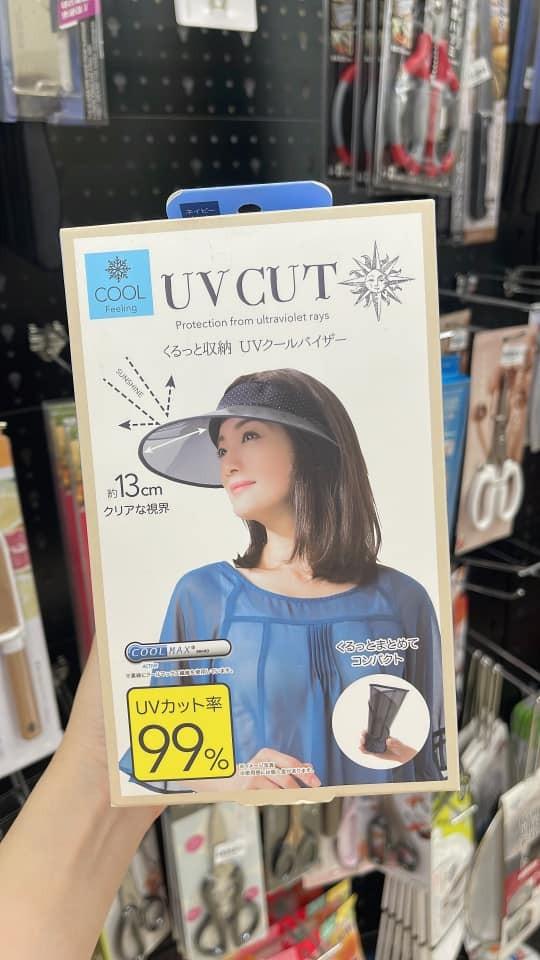 ネイビー
COOL
Feeling
UV CUT
Protection from ultraviolet rays
くるっと収納 UVクールバイザー
SUNSHINE
約13cm
クリアな視界
COOLMAX®
ACTIVE
くるっとまとめて
コンパクト
UVカット率
99%